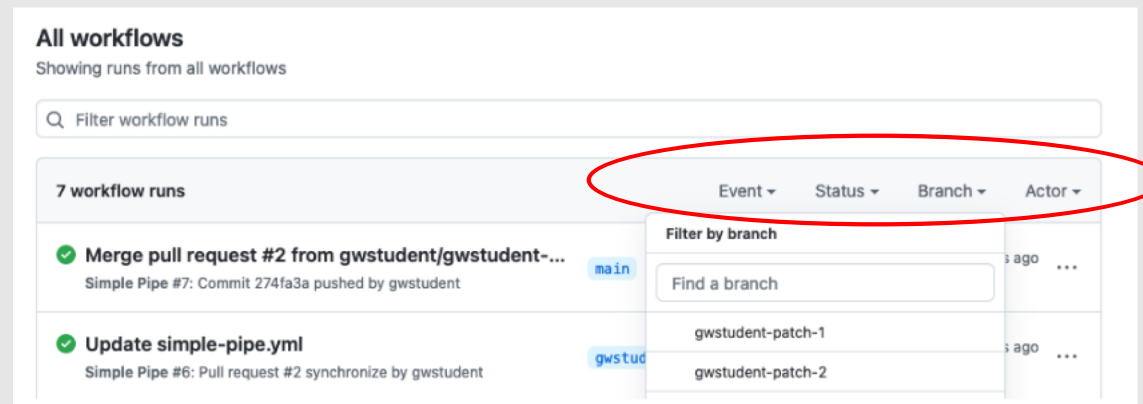 All workflows
Showing runs from all workflows
Filter workflow runs
7 workflow runs
Event Status Branch Actor
Filter by branch
Find a branch
gwstudent-patch-1
gwstudent-patch-2
Merge pull request #2 from gwstudent/gwstudent-...
main
ago ...
Simple Pipe #7: Commit 274fa3a pushed by gwstudent
Update simple-pipe.yml
gwstud
ago ...
Simple Pipe #6: Pull request #2 synchronize by gwstudent